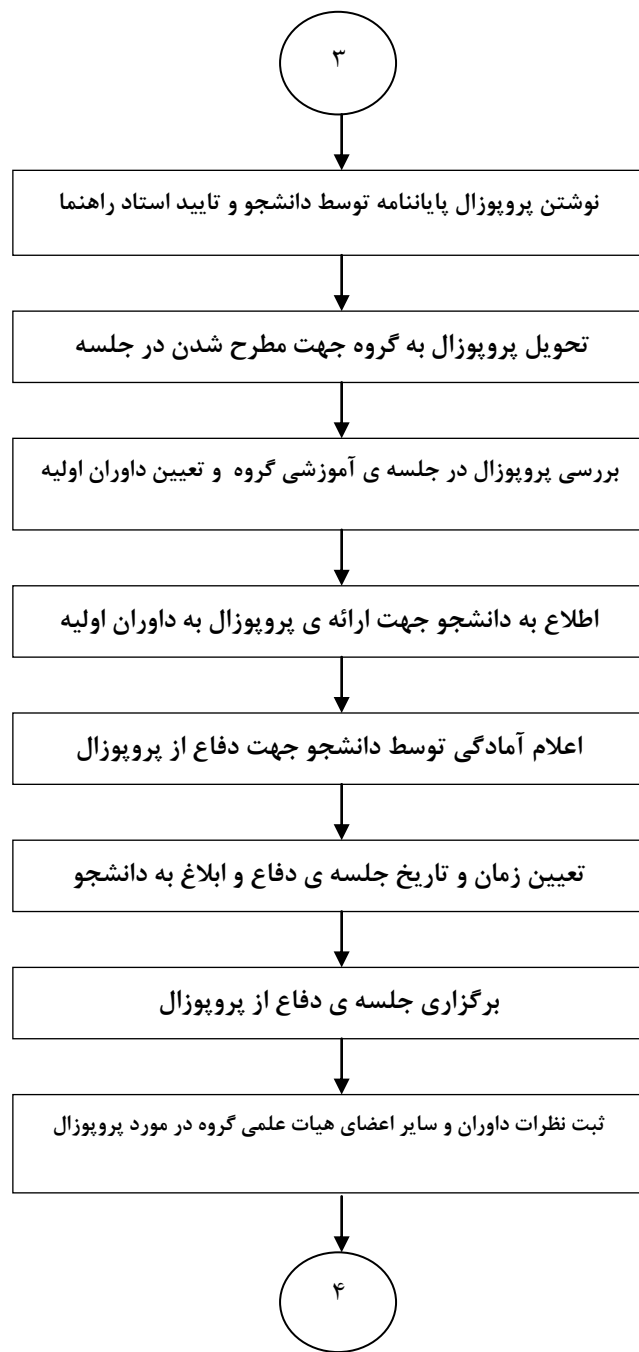 ۳
نوشتن پروپوزال پایاننامه توسط دانشجو و تایید استاد راهنما
تحویل پروپوزال به گروه جهت مطرح شدن در جلسه
بررسی پروپوزال در جلسه ی آموزشی گروه و تعیین داوران اولیه
اطلاع به دانشجو جهت ارائه ی پروپوزال به داوران اولیه
اعلام آمادگی توسط دانشجو جهت دفاع از پروپوزال
تعیین زمان و تاریخ جلسه ی دفاع و ابلاغ به دانشجو
برگزاری جلسه ی دفاع از پروپوزال
ثبت نظرات داوران و سایر اعضای هیات علمی گروه در مورد پروپوزال
۴